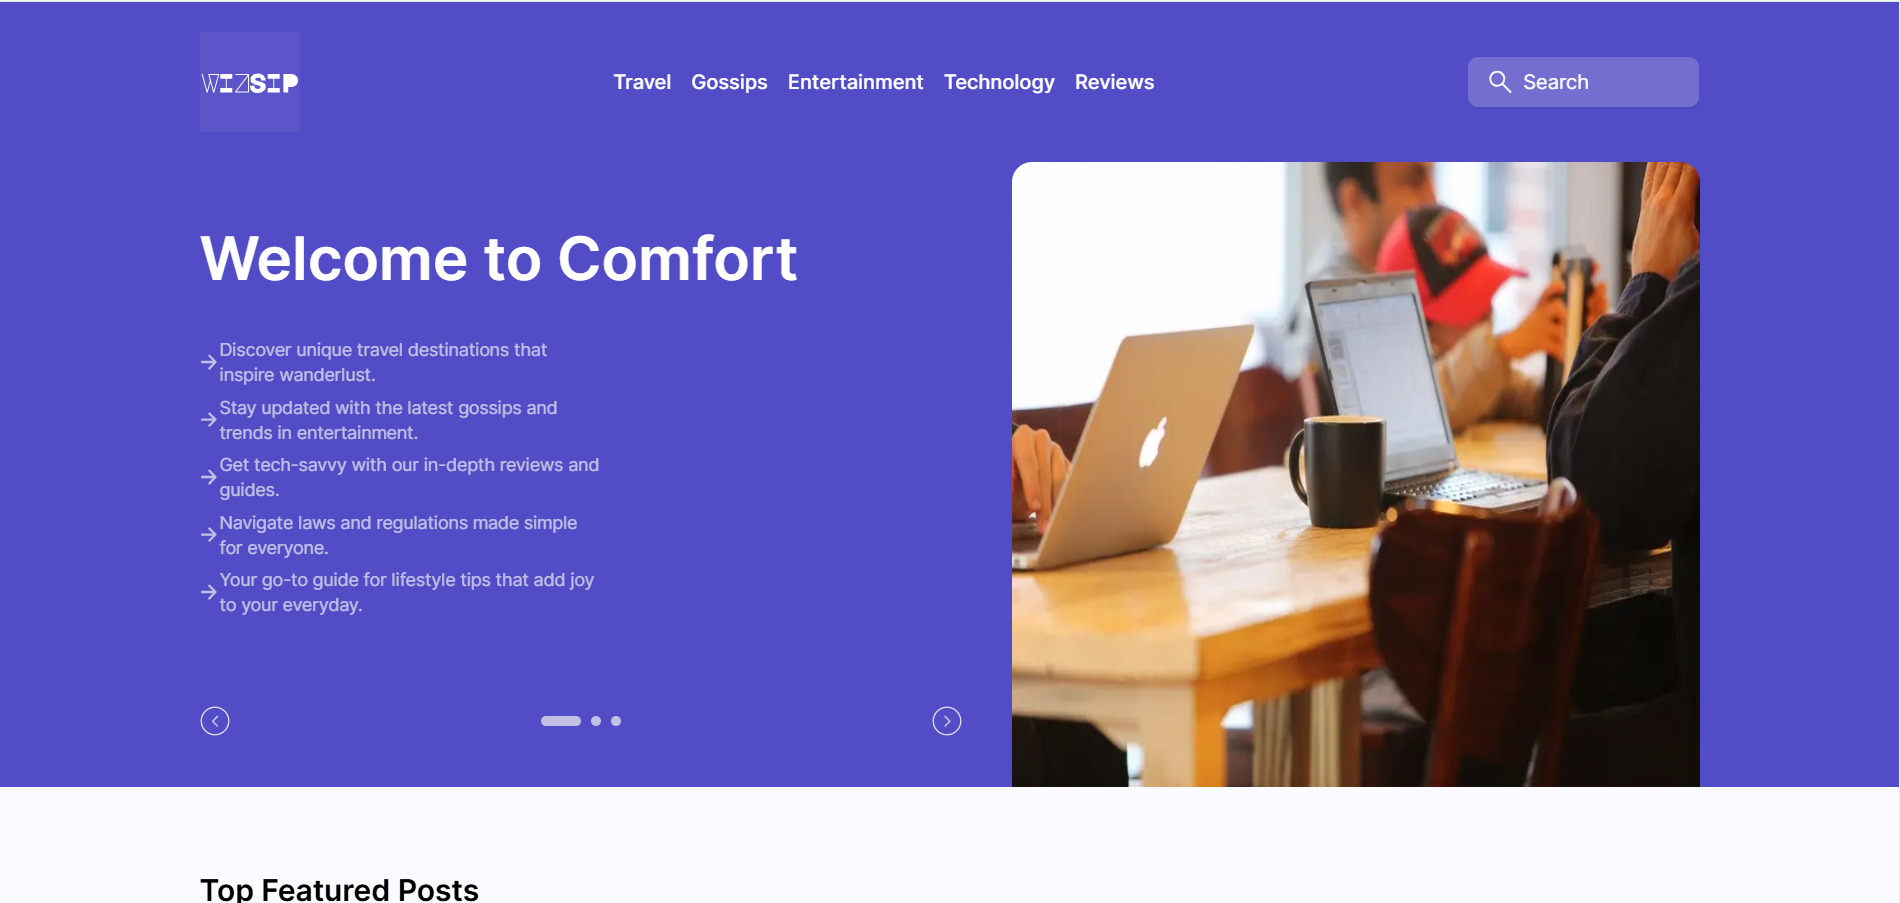 WIZSIP
Travel Gossips Entertainment Technology Reviews
Search
Welcome to Comfort
Discover unique travel destinations that
inspire wanderlust.
Stay updated with the latest gossips and
trends in entertainment.
Get tech-savvy with our in-depth reviews and
guides.
Navigate laws and regulations made simple
for everyone.
Your go-to guide for lifestyle tips that add joy
to your everyday.
Top Featured Posts